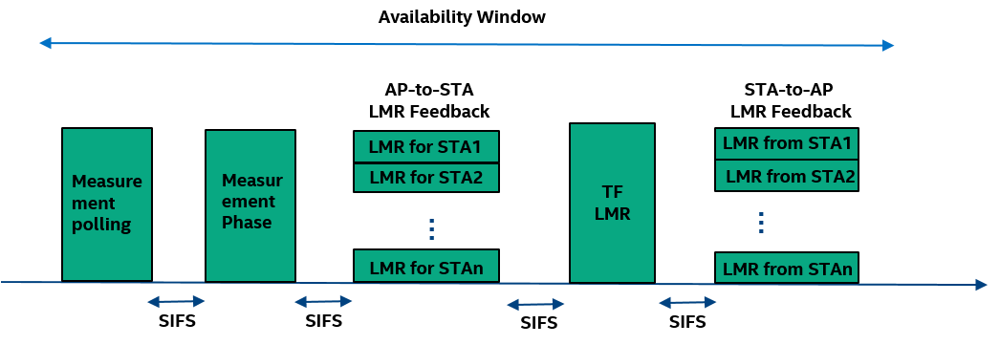 Availability Window
AP-to-STA
LMR Feedback
STA-to-AP
LMR Feedback
Measure
ment
polling
Measur
ement
Phase
LMR for STA1
LMR for STA2
LMR for STAn
TF
LMR
LMR from STA1
LMR from STA2
LMR from STAn
SIFS
SIFS
SIFS
SIFS